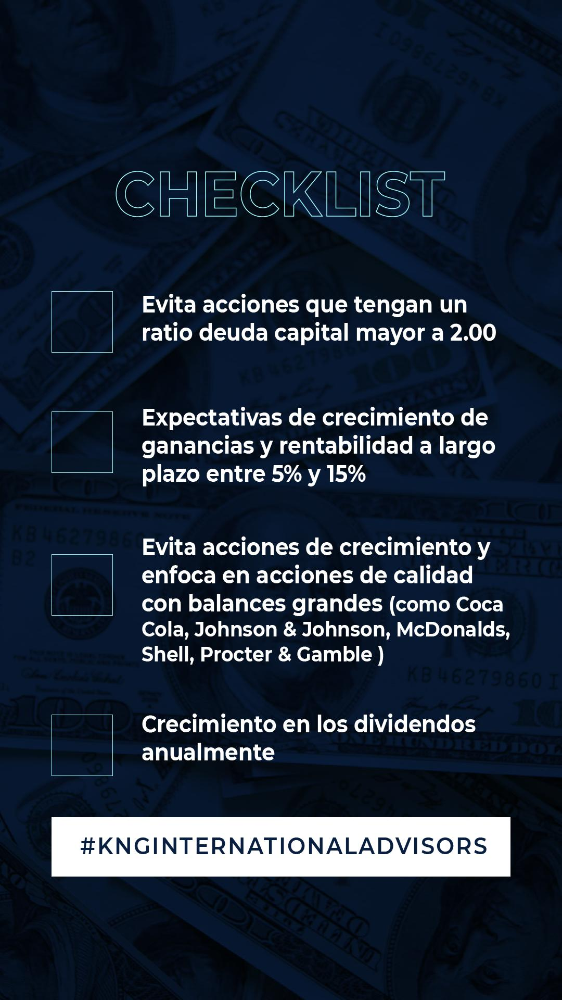 CHECKLIST
Evita acciones que tengan un
ratio deuda capital mayor a 2.00
Expectativas de crecimiento de
ganancias y rentabilidad a largo
plazo entre 5% y 15%
Evita acciones de crecimiento y
enfoca en acciones de calidad
con balances grandes (como Coca
Cola, Johnson & Johnson, McDonalds,
Shell, Procter & Gamble )
Crecimiento en los dividendos
anualmente
#KNGINTERNATIONALADVISORS